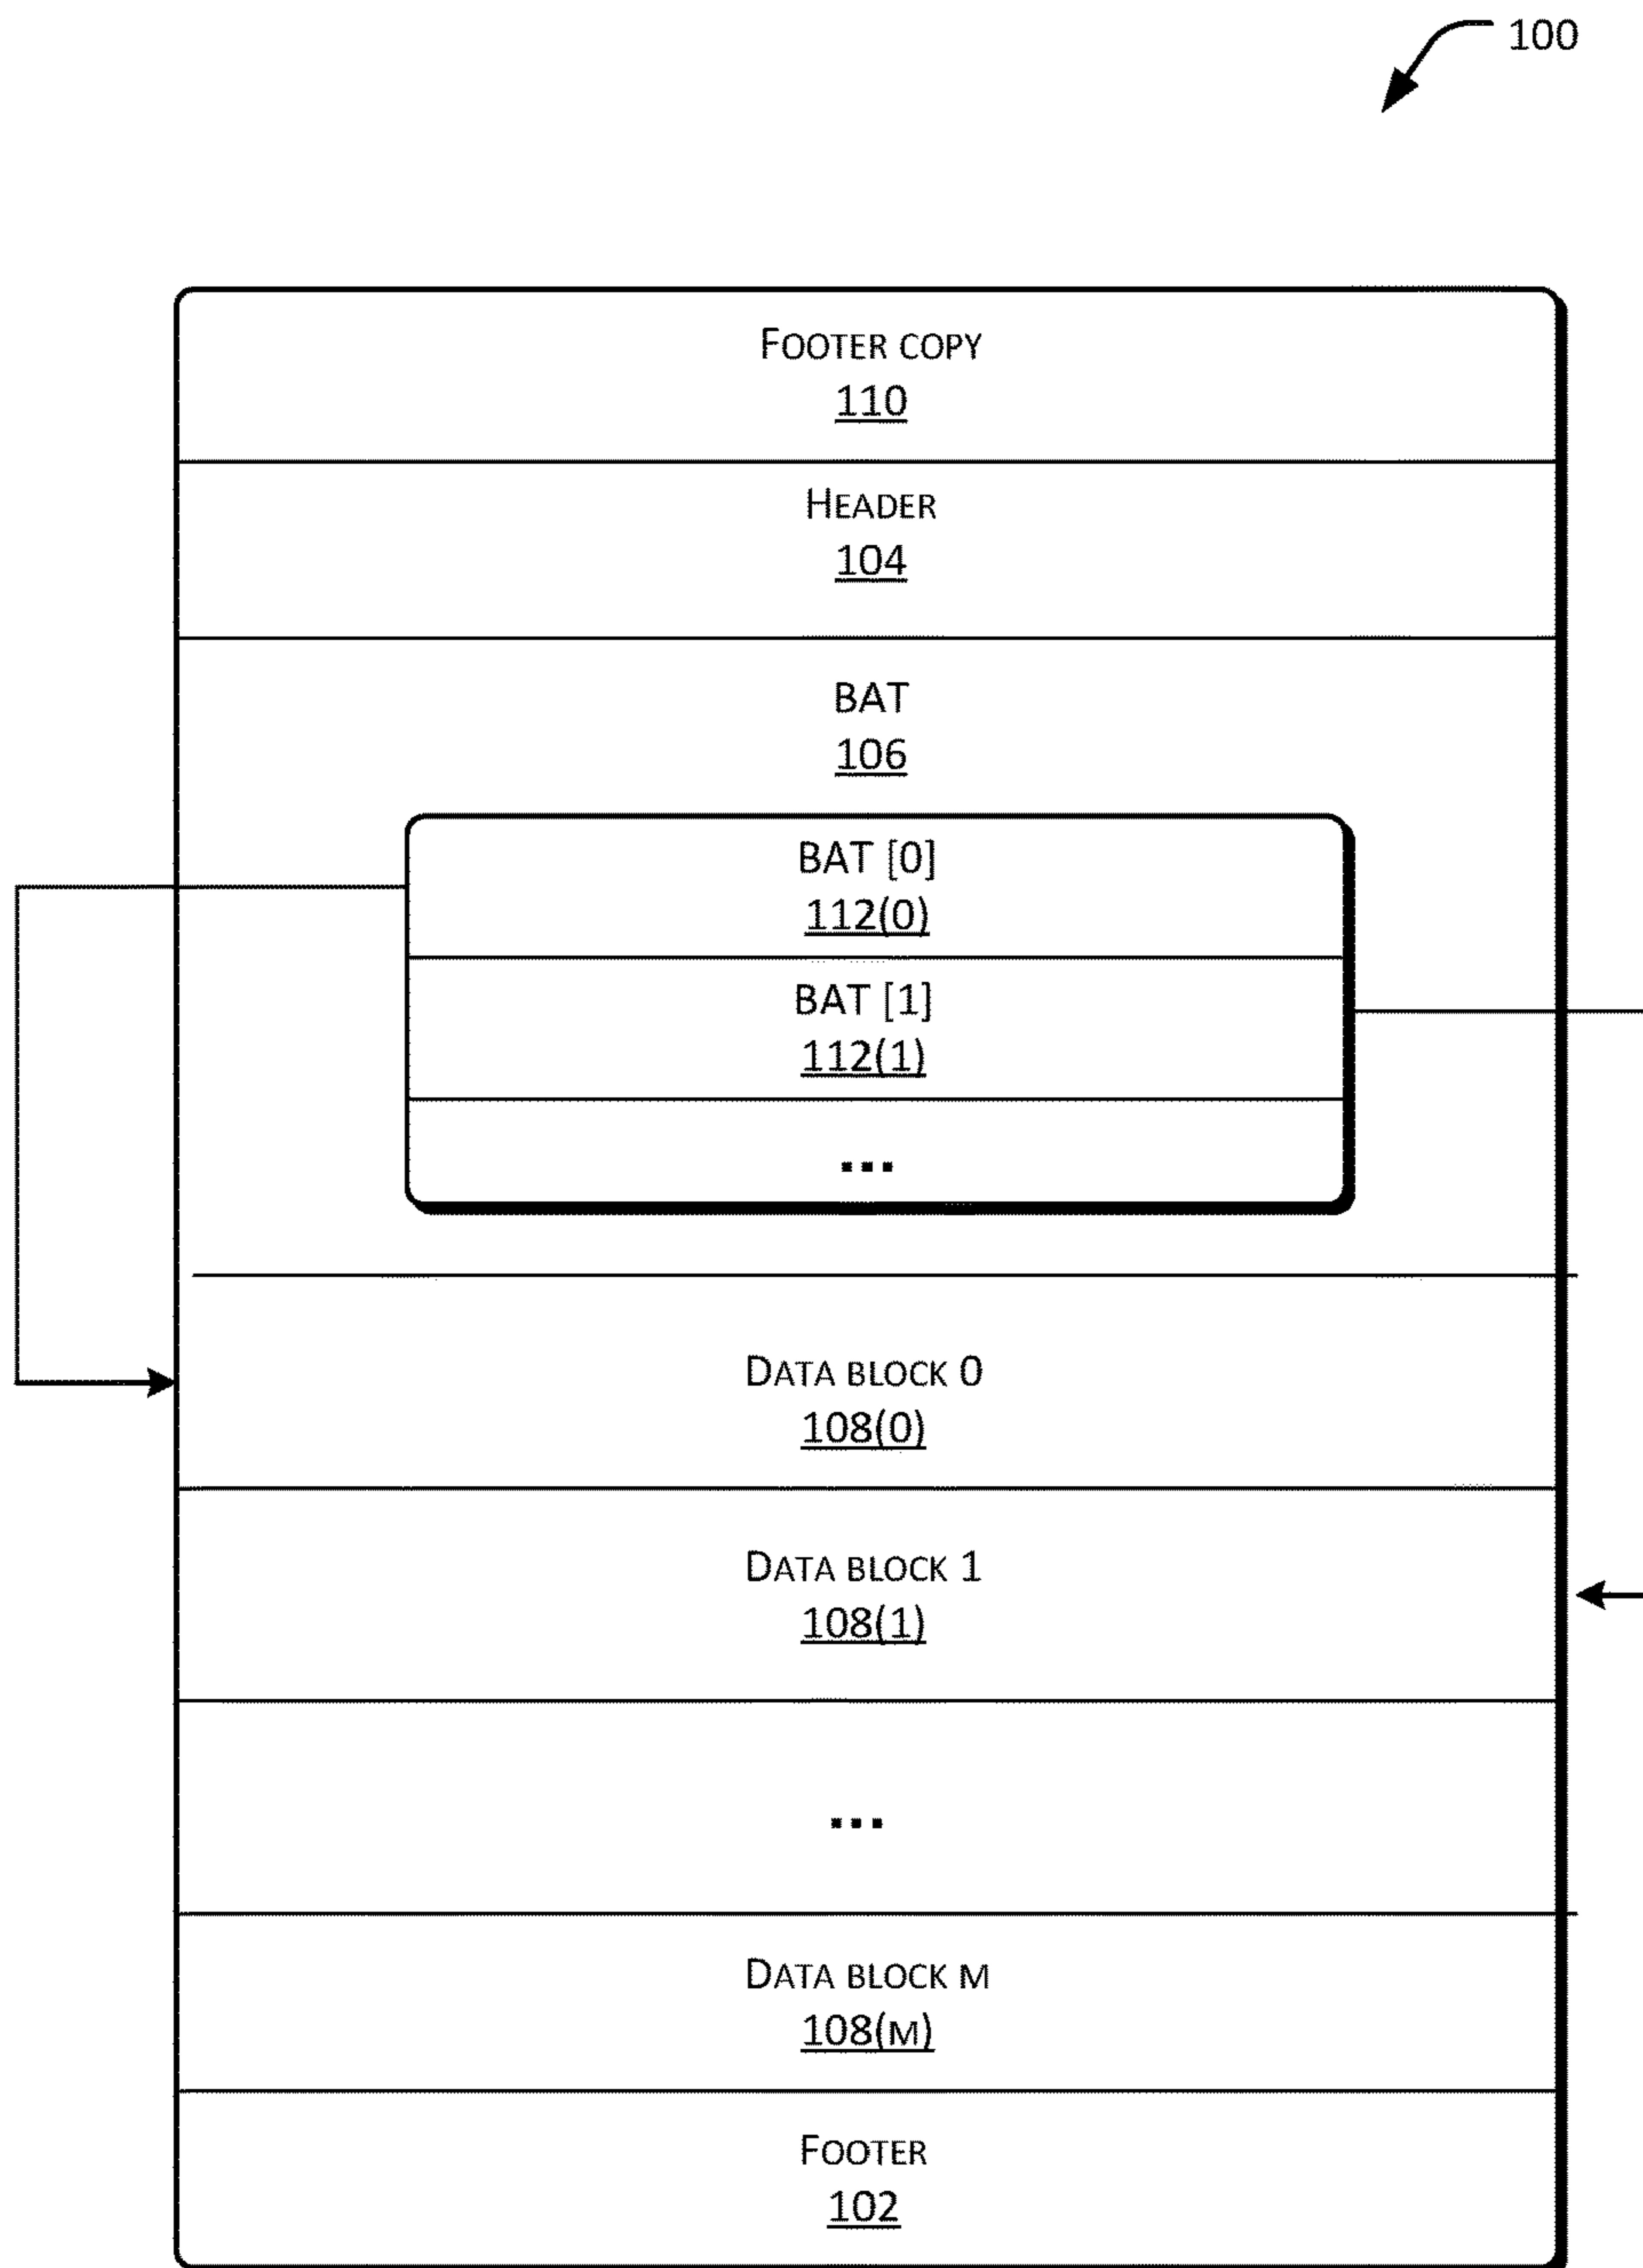 100
FOOTER COPY
110
HEADER
104
BAT
106
BAT [0]
112(0)
BAT [1]
112(1)
...
DATA BLOCK 0
108(0)
DATA BLOCK 1
108(1)
...
DATA BLOCK M
108(M)
FOOTER
102